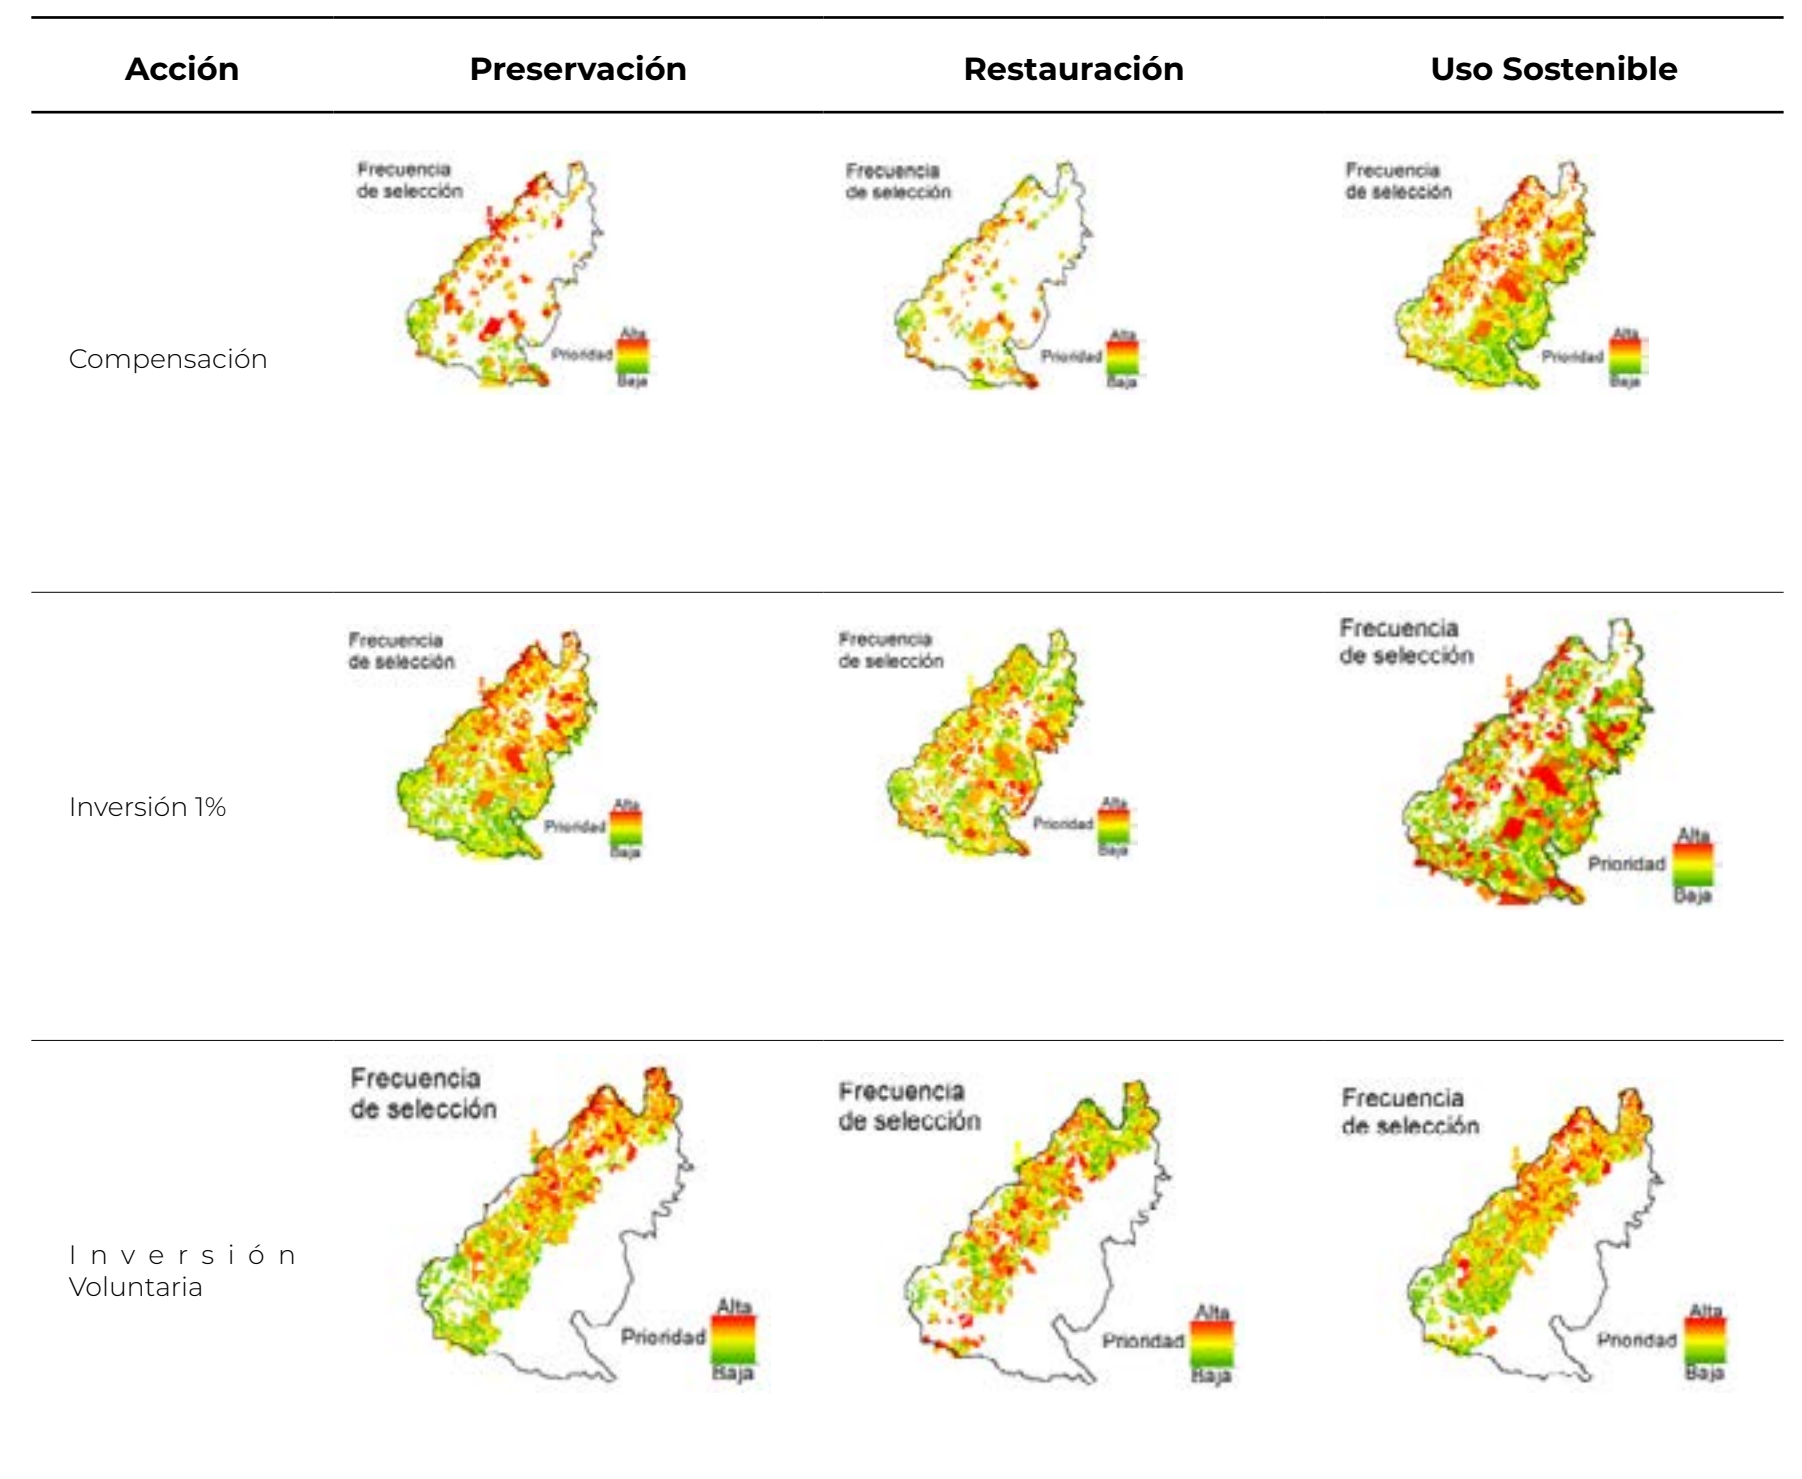 Acción Preservación Restauración Uso Sostenible
Compensación
Frecuencia
de selección
Alta
Prioridad
Baja
Frecuencia
de selección
Alta
Prioridad
Baja
Frecuencia
de selección
Alta
Prioridad
Baja
Inversión 1%
Frecuencia
de selección
Alta
Prioridad
Baja
Frecuencia
de selección
Alta
Prioridad
Baja
Frecuencia
de selección
Alta
Prioridad
Baja
Inversión
Voluntaria
Frecuencia
de selección
Alta
Prioridad
Baja
Frecuencia
de selección
Alta
Prioridad
Baja
Frecuencia
de selección
Alta
Prioridad
Baja